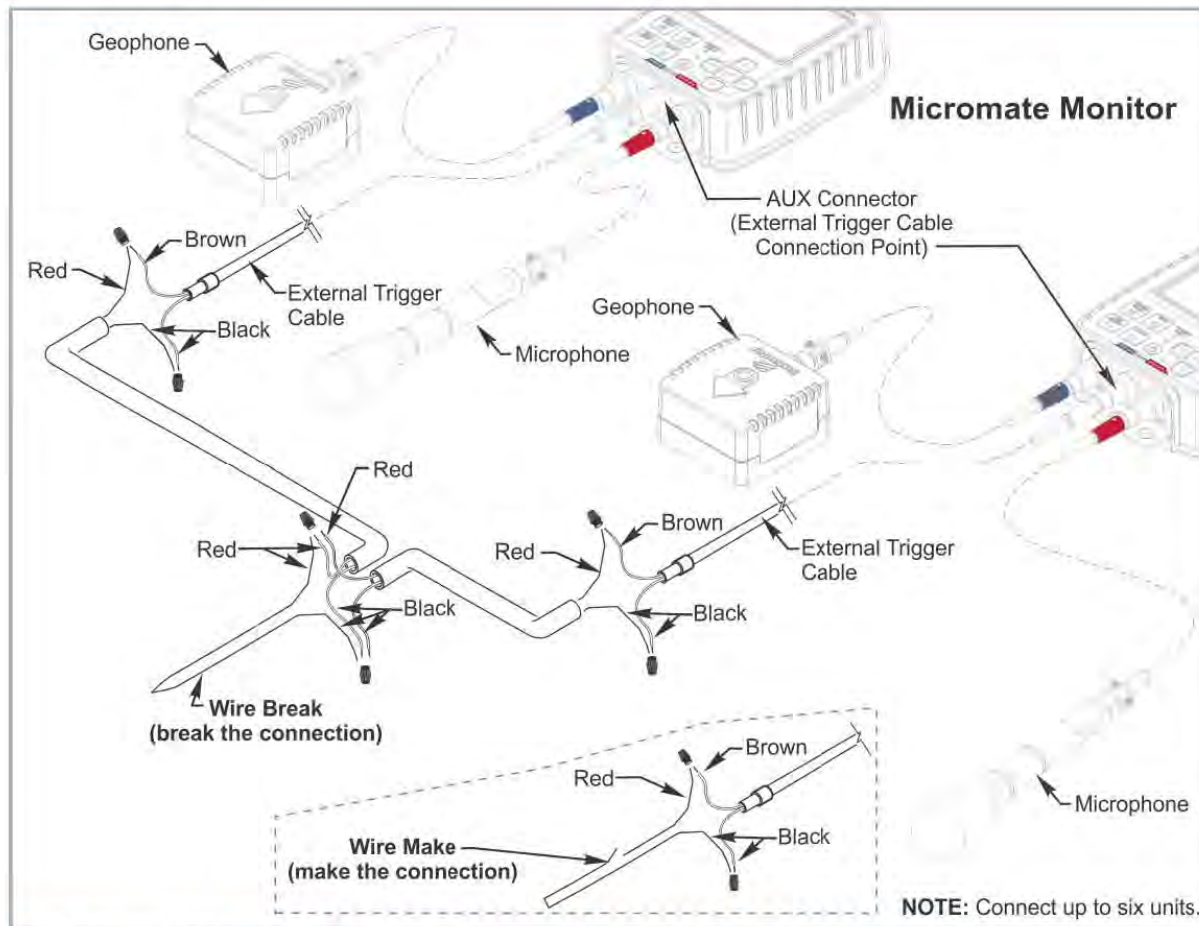 Geophone
Micromate Monitor
AUX Connector
(External Trigger Cable
Connection Point)
Brown
Red
External Trigger
Cable
Black
Geophone
Microphone
Red
Red
Black
Brown
Red
External Trigger
Cable
Black
Wire Break
(break the connection)
Brown
Red
Black
Wire Make
(make the connection)
Microphone
NOTE: Connect up to six units.